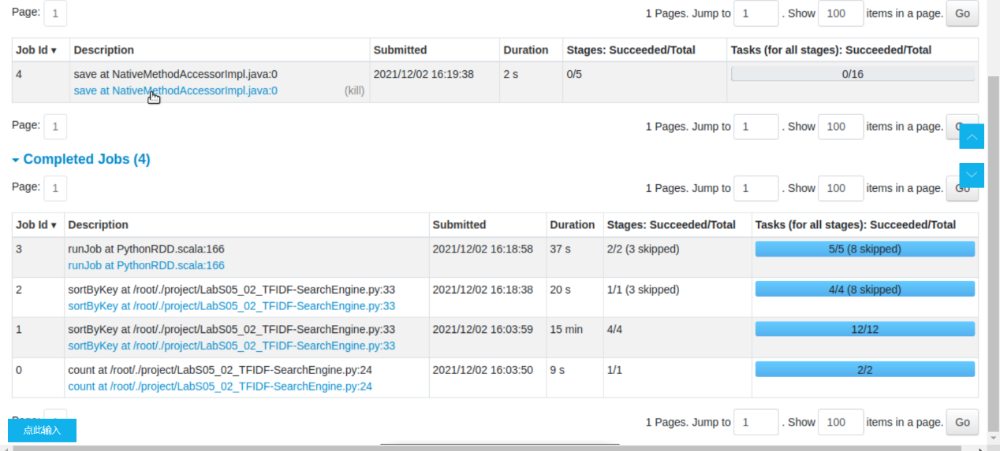 Page: 1 1 Pages. Jump to 1 . Show 100 items in a page. Go
Job Id ▾ Description Submitted Duration Stages: Succeeded/Total Tasks (for all stages): Succeeded/Total
4 save at NativeMethodAccessorImpl.java:0 2021/12/02 16:19:38 2 s 0/5 0/16
save at NativeMethodAccessorImpl.java:0 (kill)
Page: 1 1 Pages. Jump to 1 . Show 100 items in a page.
Completed Jobs (4)
Page: 1 1 Pages. Jump to 1 . Show 100 items in a page. Go
Job Id ▾ Description Submitted Duration Stages: Succeeded/Total Tasks (for all stages): Succeeded/Total
3 runJob at PythonRDD.scala:166 2021/12/02 16:18:58 37 s 2/2 (3 skipped) 5/5 (8 skipped)
runJob at PythonRDD.scala:166
2 sortByKey at /root/./project/LabS05_02_TFIDF-SearchEngine.py:33 2021/12/02 16:18:38 20 s 1/1 (3 skipped) 4/4 (8 skipped)
sortByKey at /root/./project/LabS05_02_TFIDF-SearchEngine.py:33
1 sortByKey at /root/./project/LabS05_02_TFIDF-SearchEngine.py:33 2021/12/02 16:03:59 15 min 4/4 12/12
sortByKey at /root/./project/LabS05_02_TFIDF-SearchEngine.py:33
0 count at /root/./project/LabS05_02_TFIDF-SearchEngine.py:24 2021/12/02 16:03:50 9 s 1/1 2/2
count at /root/./project/LabS05_02_TFIDF-SearchEngine.py:24
Page: 1 Pages. Jump to 1 . Show 100 items in a page. Go
点此输入